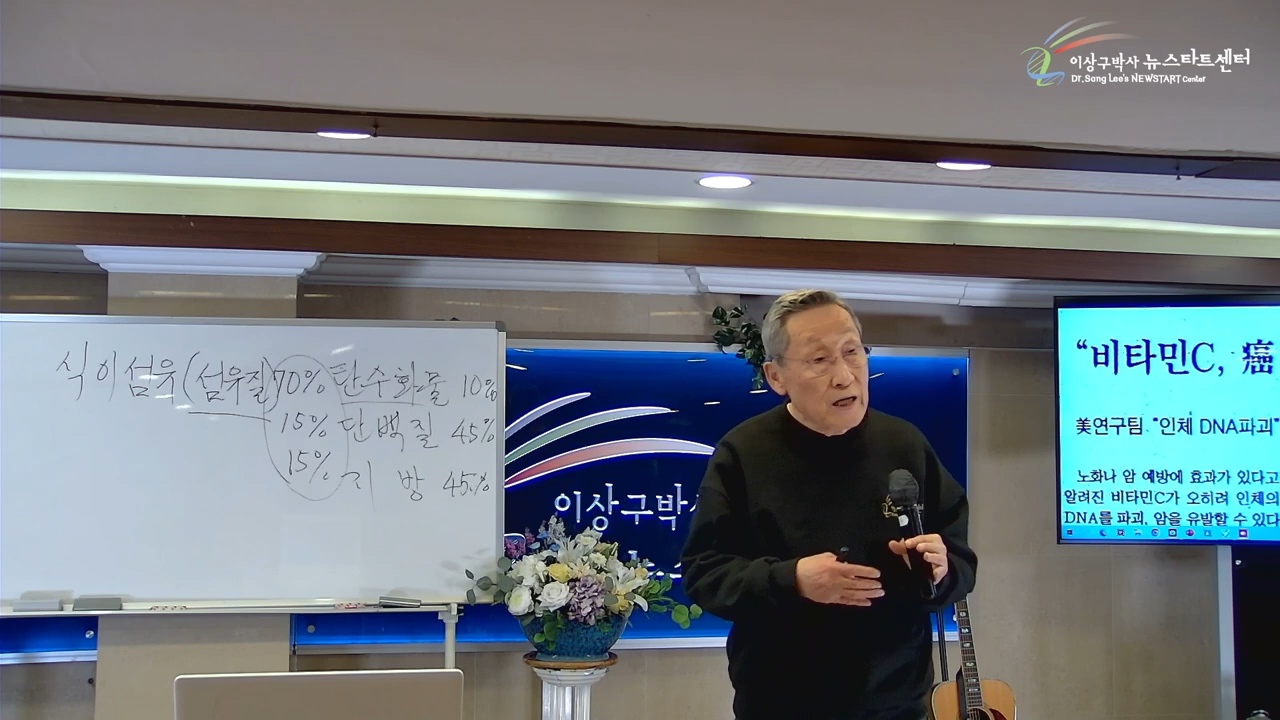 이상구박사 뉴스타트센터
Dr. Sang Lee's NEWSTART Center
식이섬유(섬유질)70% 탄수화물 10%
15% 단백질 45%
15% 지방 45%
이상구박사
“비타민C, 癌
美연구팀 “인체 DNA파괴”
노화나 암 예방에 효과가 있다고
알려진 비타민C가 오히려 인체의
DNA를 파괴, 암을 유발할 수 있다